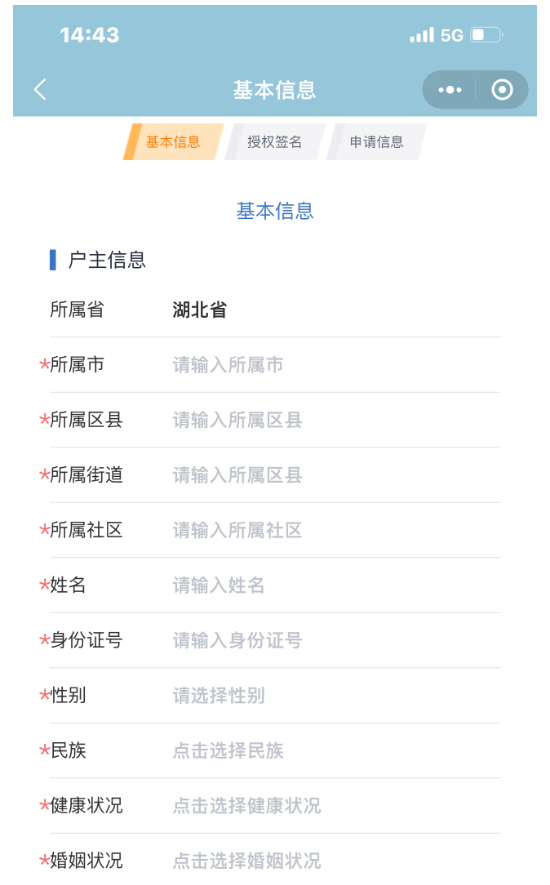 14:43 5G
基本信息
基本信息 授权签名 申请信息
基本信息
户主信息
所属省 湖北省
*所属市 请输入所属市
*所属区县 请输入所属区县
*所属街道 请输入所属区县
*所属社区 请输入所属社区
*姓名 请输入姓名
*身份证号 请输入身份证号
*性别 请选择性别
*民族 点击选择民族
*健康状况 点击选择健康状况
*婚姻状况 点击选择婚姻状况